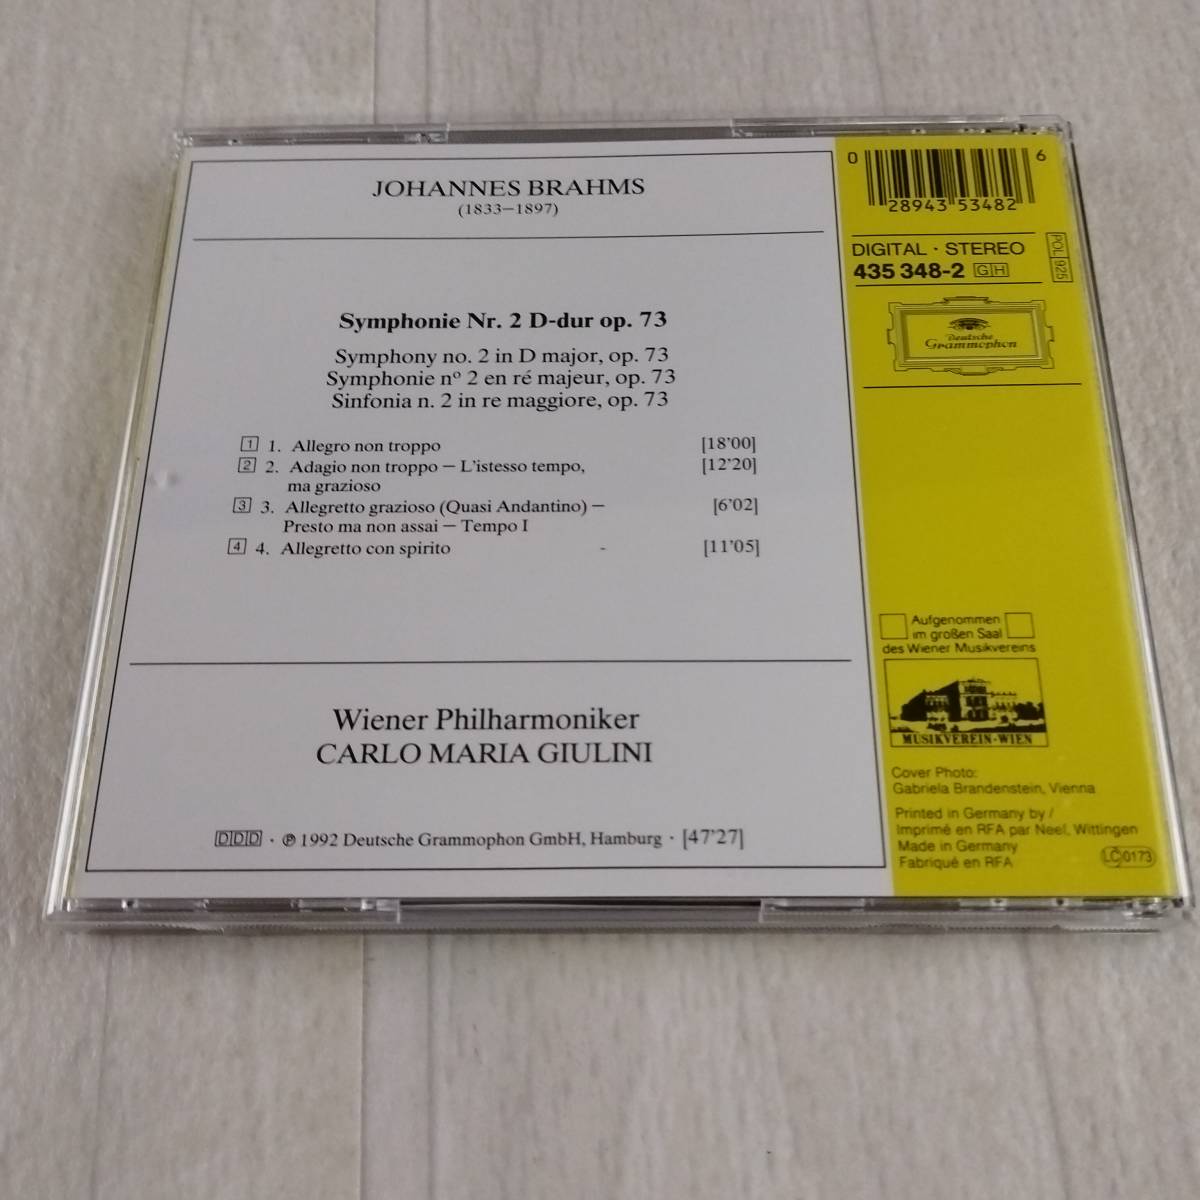 JOHANNES BRAHMS
(1833–1897)
Symphonie Nr. 2 D-dur op. 73
Symphony no. 2 in D major, op. 73
Symphonie nº 2 en ré majeur, op. 73
Sinfonia n. 2 in re maggiore, op. 73
1 1. Allegro non troppo [18'00]
2 2. Adagio non troppo – L'istesso tempo, [12'20]
ma grazioso
3 3. Allegretto grazioso (Quasi Andantino) – [6'02]
Presto ma non assai – Tempo I
4 4. Allegretto con spirito - [11'05]
Wiener Philharmoniker
CARLO MARIA GIULINI
DDD · ℗ 1992 Deutsche Grammophon GmbH, Hamburg · [47'27]
0 28943 53482 6
DIGITAL · STEREO
435 348-2 GH
POL 925
Deutsche
Grammophon
Aufgenommen
im großen Saal
des Wiener Musikvereins
MUSIKVEREIN-WIEN
Cover Photo:
Gabriela Brandenstein, Vienna
Printed in Germany by /
Imprimé en RFA par Neef, Wittingen
Made in Germany
Fabriqué en RFA
LC 0173